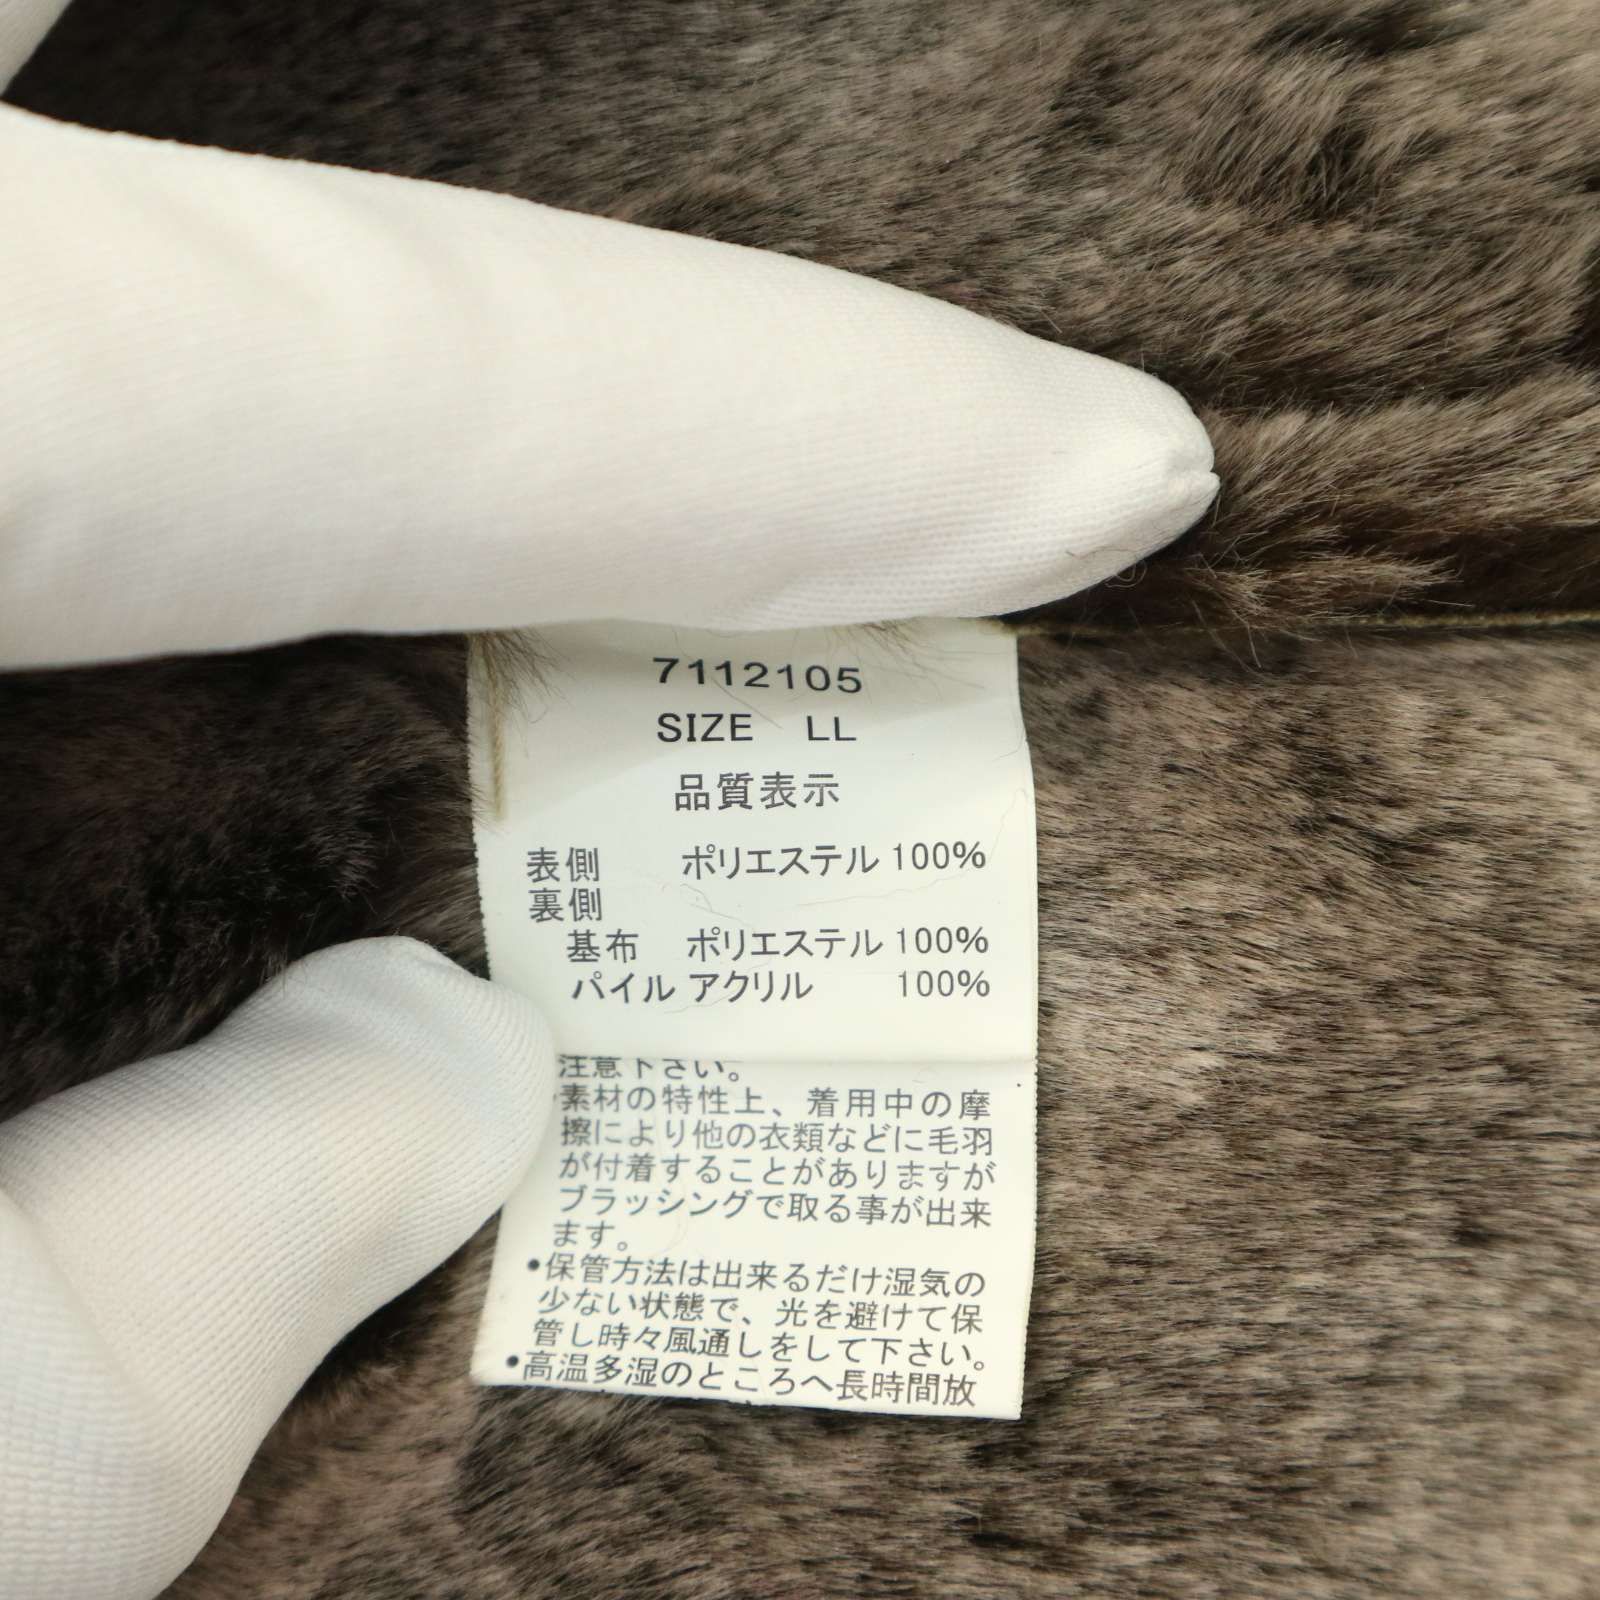 7112105
SIZE LL
品質表示
表側 ポリエステル 100%
裏側
基布 ポリエステル 100%
パイル アクリル 100%
注意下さい。
素材の特性上、着用中の摩
擦により他の衣類などに毛羽
が付着することがありますが
ブラッシングで取る事が出来
ます。
•保管方法は出来るだけ湿気の
少ない状態で、光を避けて保
管し時々風通しをして下さい。
•高温多湿のところへ長時間放